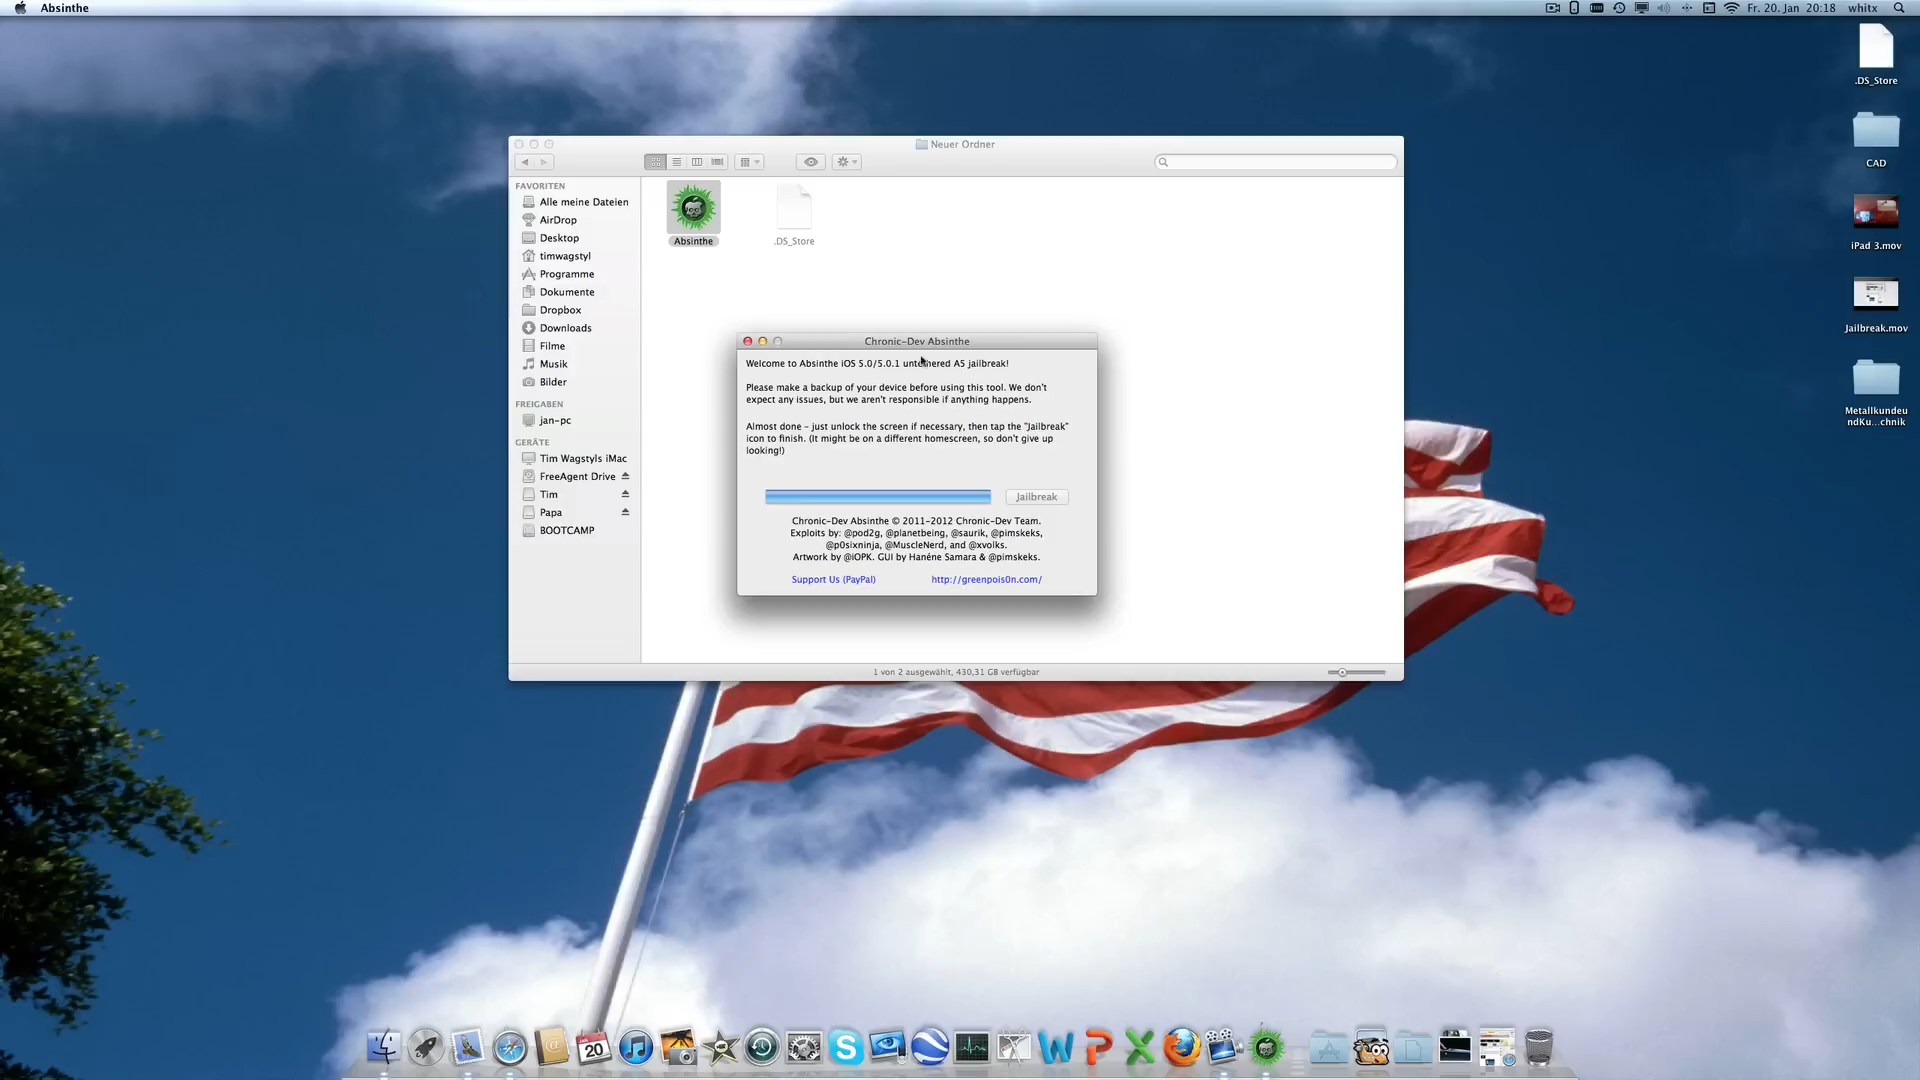 Absinthe
Fr. 20. Jan 20:18 whitx
.DS_Store
CAD
iPad 3.mov
Jailbreak.mov
Metallkundeu
ndKu...chnik
Neuer Ordner
FAVORITEN
Alle meine Dateien
AirDrop
Desktop
timwagstyl
Programme
Dokumente
Dropbox
Downloads
Filme
Musik
Bilder
FREIGABEN
jan-pc
GERÄTE
Tim Wagstyls iMac
FreeAgent Drive
Tim
Papa
BOOTCAMP
Absinthe
.DS_Store
Chronic-Dev Absinthe
Welcome to Absinthe iOS 5.0/5.0.1 untethered A5 jailbreak!
Please make a backup of your device before using this tool. We don't
expect any issues, but we aren't responsible if anything happens.
Almost done - just unlock the screen if necessary, then tap the "Jailbreak"
icon to finish. (It might be on a different homescreen, so don't give up
looking!)
Jailbreak
Chronic-Dev Absinthe © 2011-2012 Chronic-Dev Team.
Exploits by: @pod2g, @planetbeing, @saurik, @pimskeks,
@p0sixninja, @MuscleNerd, and @xvolks.
Artwork by @iOPK. GUI by Hanéne Samara & @pimskeks.
Support Us (PayPal)
http://greenpois0n.com/
1 von 2 ausgewählt, 430,31 GB verfügbar
JAN
20